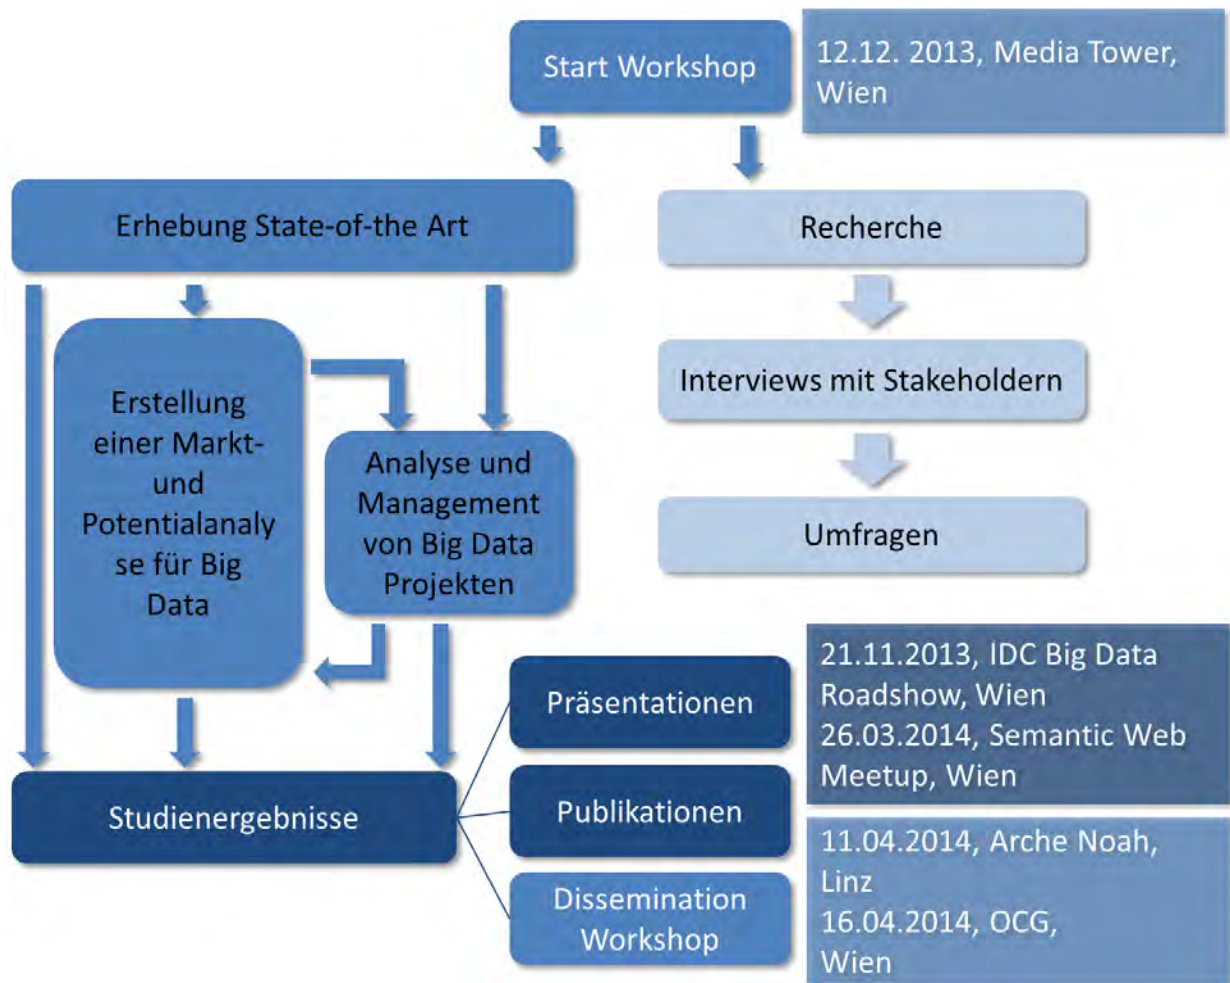 Start Workshop
12.12. 2013, Media Tower,
Wien
Erhebung State-of-the Art
Recherche
Erstellung
einer Markt-
und
Potentialanaly
se für Big
Data
Analyse und
Management
von Big Data
Projekten
Interviews mit Stakeholdern
Umfragen
Studienergebnisse
Präsentationen
21.11.2013, IDC Big Data
Roadshow, Wien
26.03.2014, Semantic Web
Meetup, Wien
Publikationen
Dissemination
Workshop
11.04.2014, Arche Noah,
Linz
16.04.2014, OCG,
Wien